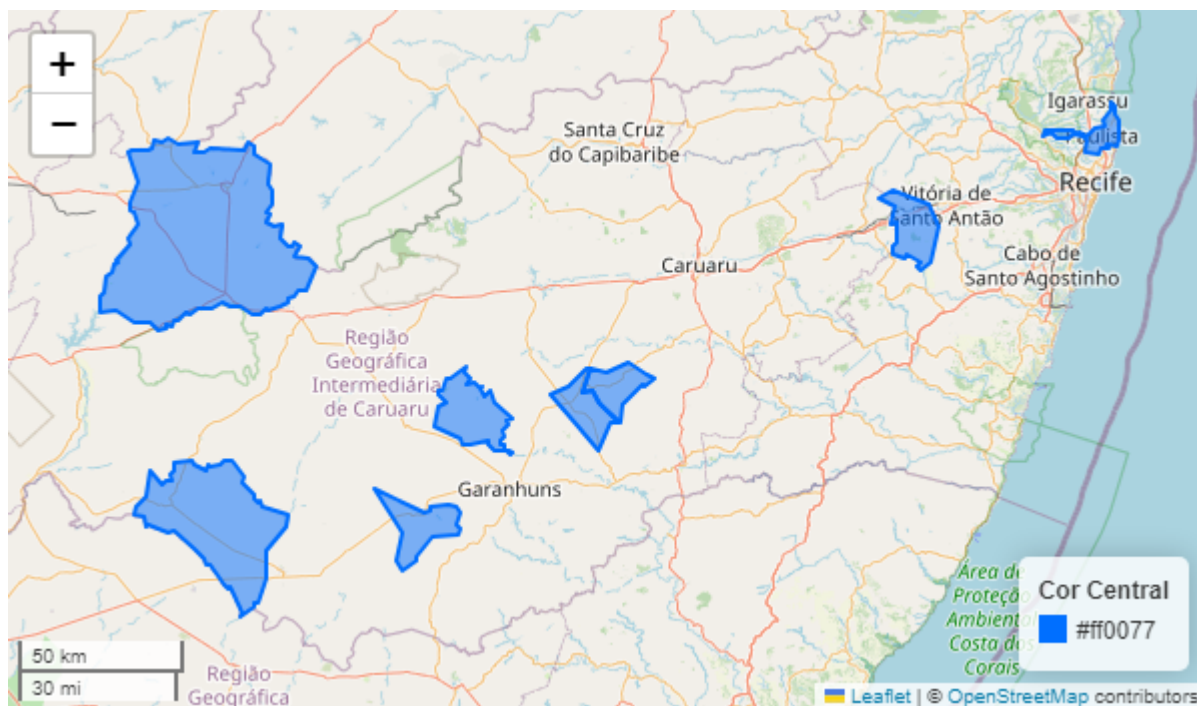 +
−
Santa Cruz
do Capibaribe
Igarassu
Paulista
Recife
Vitória de
Santo Antão
Cabo de
Santo Agostinho
Caruaru
Região
Geográfica
Intermediária
de Caruaru
Garanhuns
Área de
Proteção
Ambiental
Costa dos
Corais
Cor Central
#ff0077
50 km
30 mi
Região
Geográfica
Leaflet | © OpenStreetMap contributors